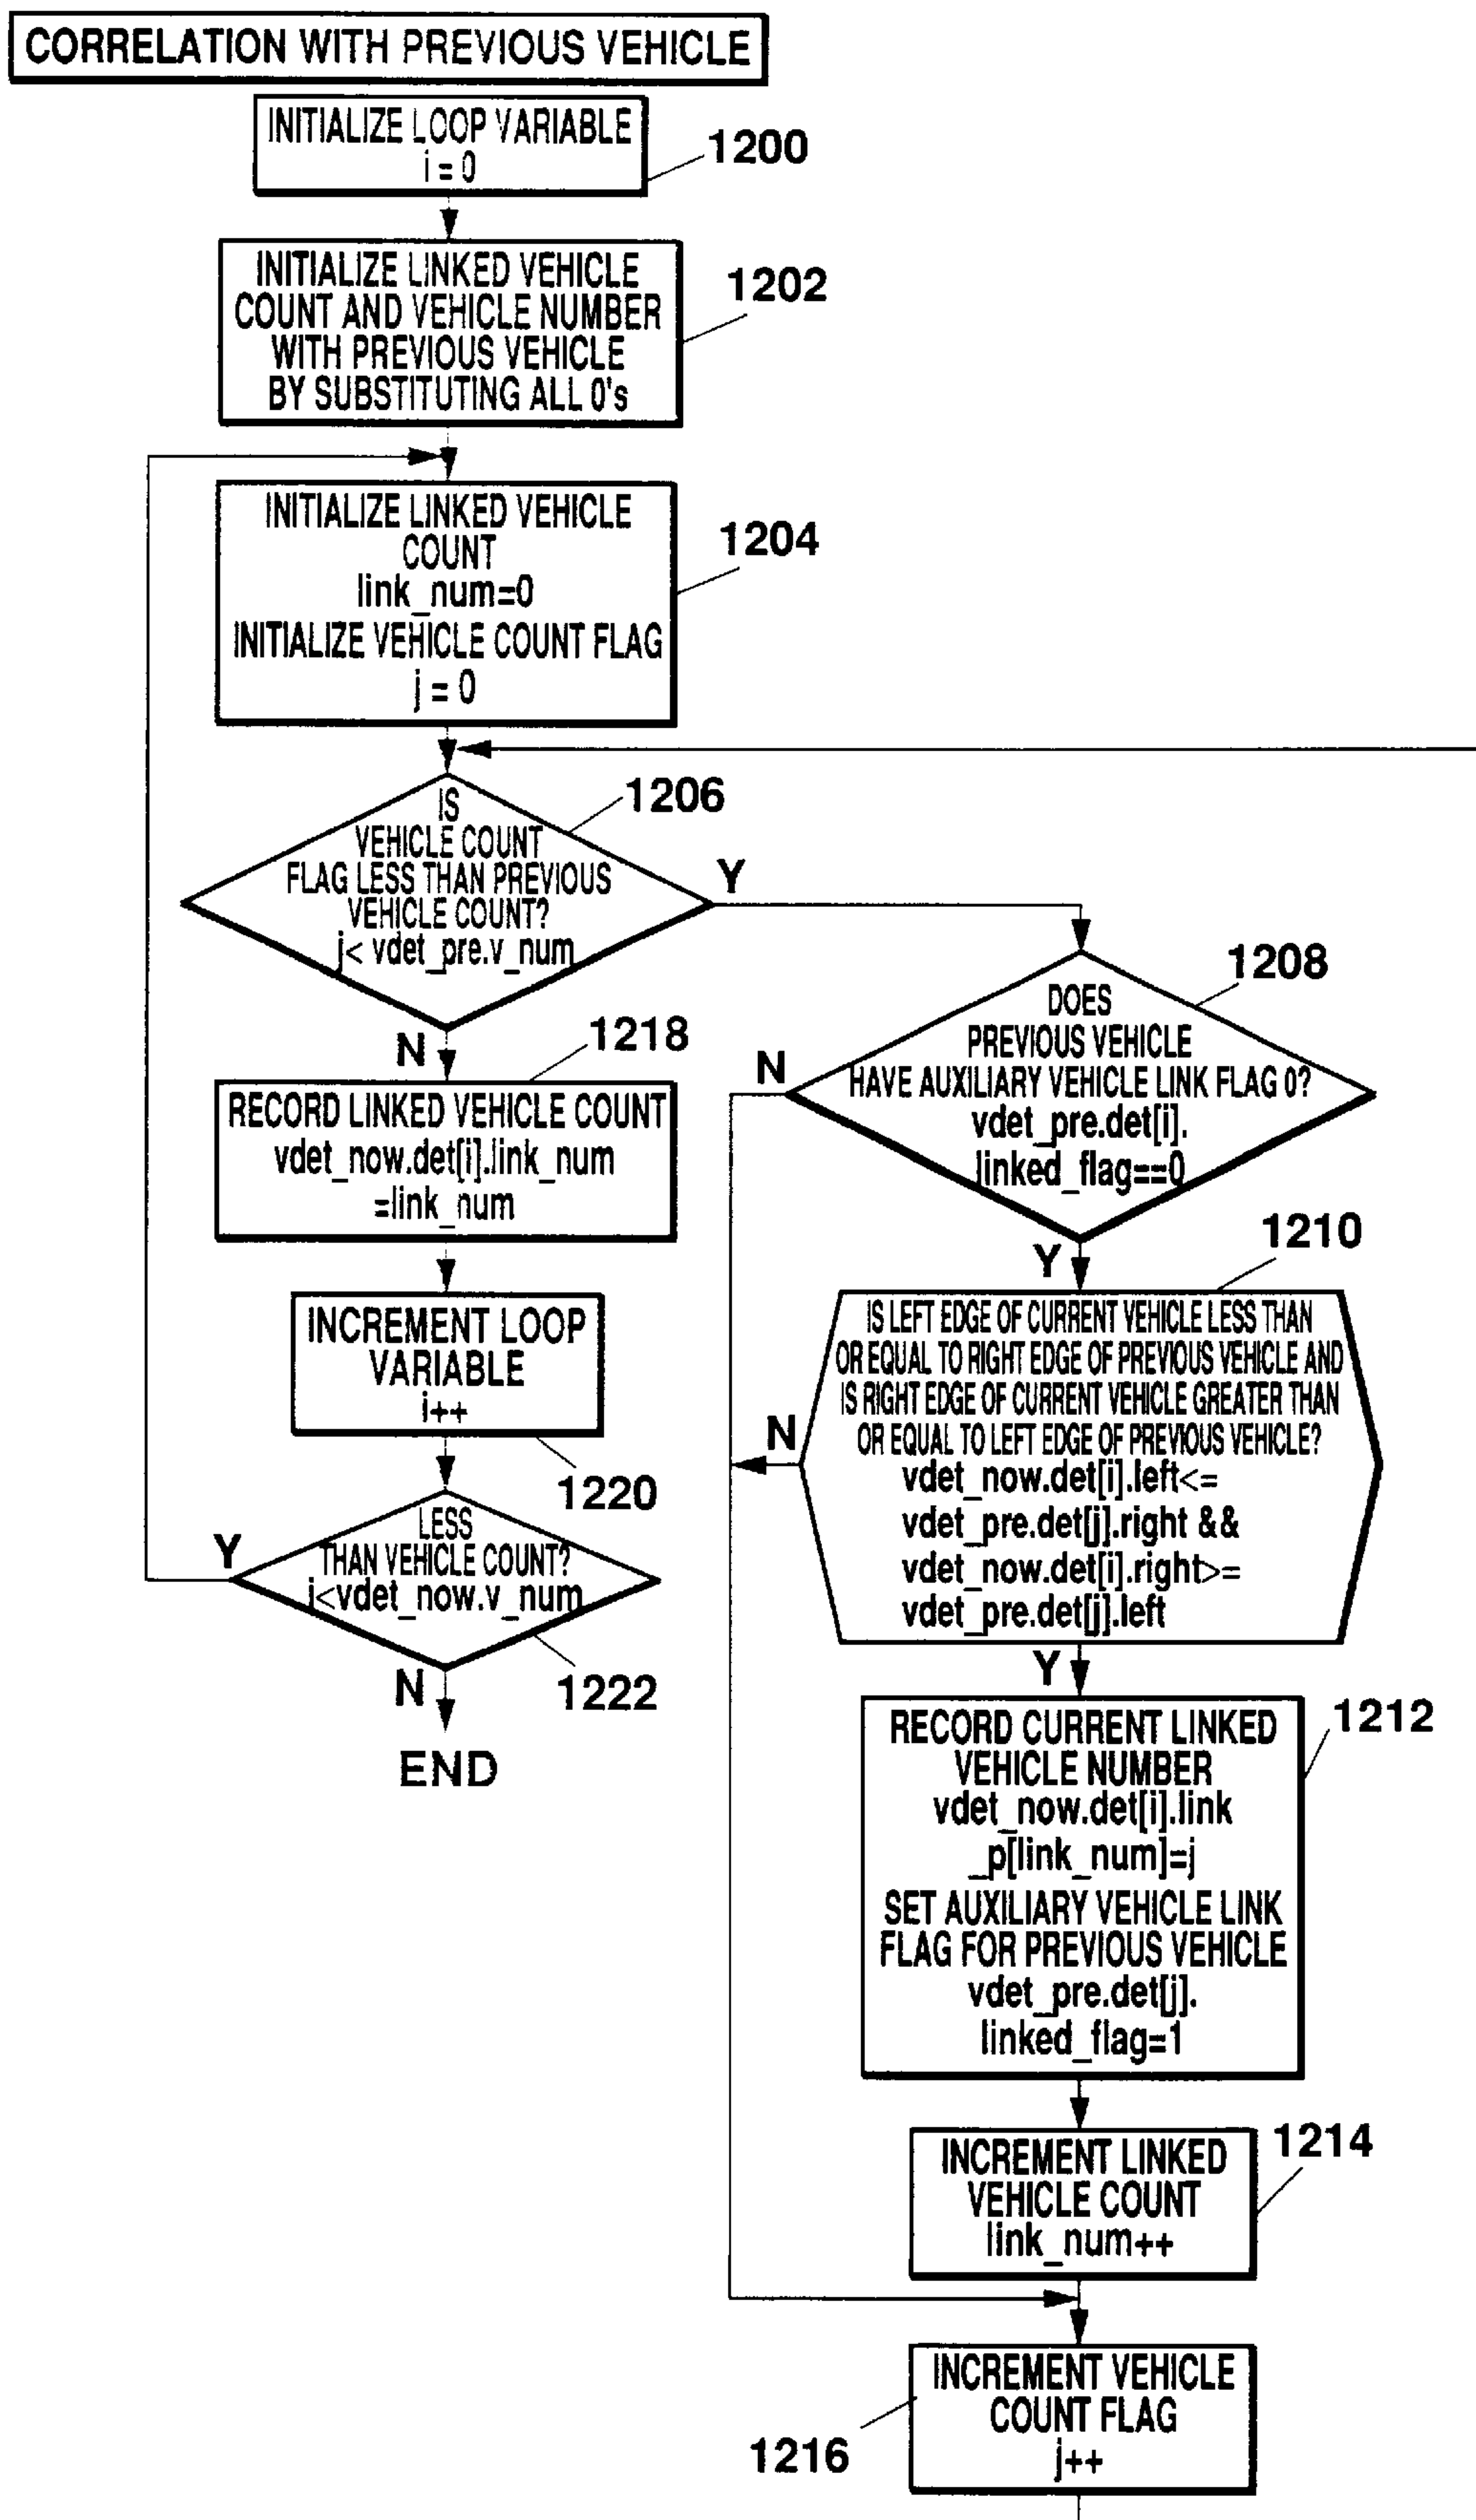 CORRELATION WITH PREVIOUS VEHICLE
INITIALIZE LOOP VARIABLE
i = 0
1200
INITIALIZE LINKED VEHICLE
COUNT AND VEHICLE NUMBER
WITH PREVIOUS VEHICLE
BY SUBSTITUTING ALL 0's
1202
INITIALIZE LINKED VEHICLE
COUNT
link_num=0
INITIALIZE VEHICLE COUNT FLAG
j = 0
1204
IS
VEHICLE COUNT
FLAG LESS THAN PREVIOUS
VEHICLE COUNT?
j< vdet_pre.v_num
1206
Y
N
DOES
PREVIOUS VEHICLE
HAVE AUXILIARY VEHICLE LINK FLAG 0?
vdet_pre.det[i].
linked_flag==0
1208
N
Y
RECORD LINKED VEHICLE COUNT
vdet_now.det[i].link_num
=link_num
1218
INCREMENT LOOP
VARIABLE
i++
1220
LESS
THAN VEHICLE COUNT?
i<vdet_now.v_num
1222
Y
N
END
IS LEFT EDGE OF CURRENT VEHICLE LESS THAN
OR EQUAL TO RIGHT EDGE OF PREVIOUS VEHICLE AND
IS RIGHT EDGE OF CURRENT VEHICLE GREATER THAN
OR EQUAL TO LEFT EDGE OF PREVIOUS VEHICLE?
vdet_now.det[i].left<=
vdet_pre.det[j].right &&
vdet_now.det[i].right>=
vdet_pre.det[j].left
1210
N
Y
RECORD CURRENT LINKED
VEHICLE NUMBER
vdet_now.det[i].link
_p[link_num]=j
SET AUXILIARY VEHICLE LINK
FLAG FOR PREVIOUS VEHICLE
vdet_pre.det[j].
linked_flag=1
1212
INCREMENT LINKED
VEHICLE COUNT
link_num++
1214
INCREMENT VEHICLE
COUNT FLAG
j++
1216